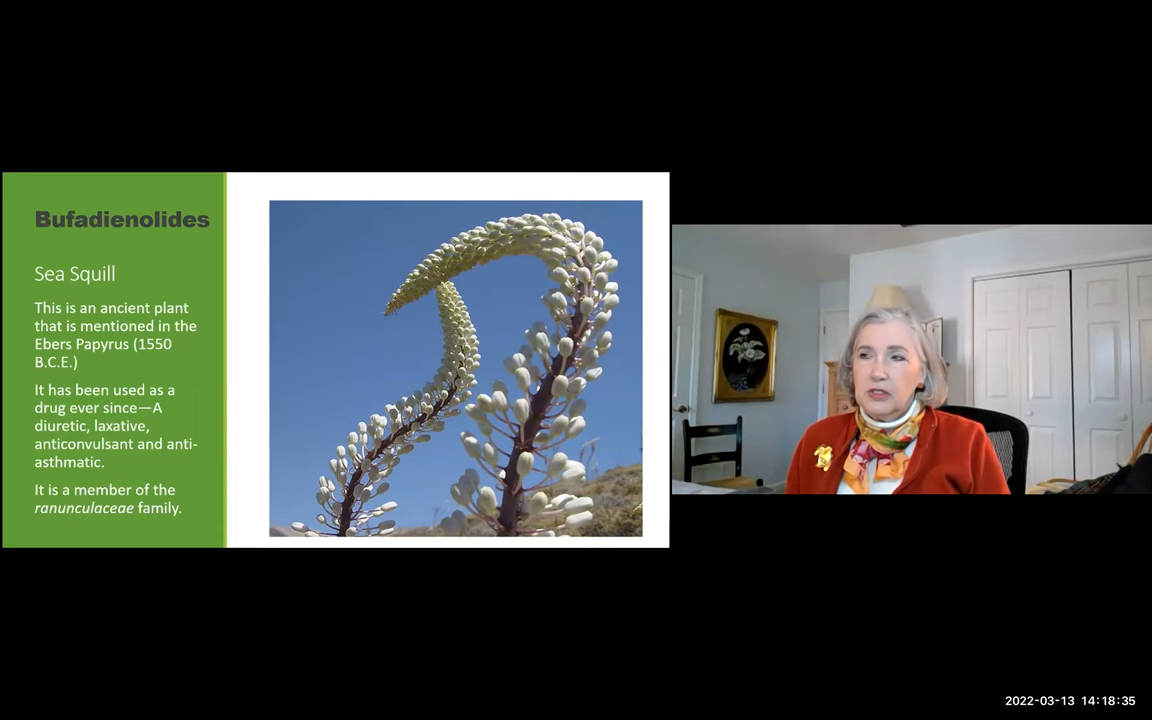 Bufadienolides
Sea Squill
This is an ancient plant
that is mentioned in the
Ebers Papyrus (1550
B.C.E.)
It has been used as a
drug ever since—A
diuretic, laxative,
anticonvulsant and anti-
asthmatic.
It is a member of the
ranunculaceae family.
2022-03-13 14:18:35